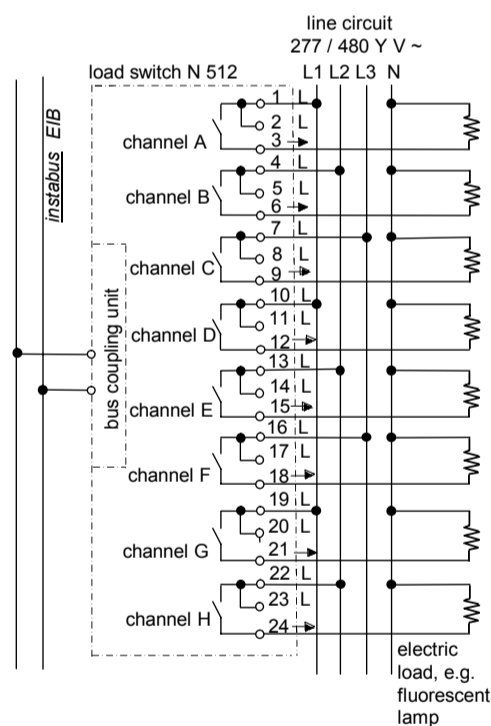 line circuit
277 / 480 Y V ~
load switch N 512
L1 L2 L3 N
instabus EIB
bus coupling unit
1 L
2 L
channel A
3
4 L
5 L
channel B
6
7 L
8 L
channel C
9
10 L
11 L
channel D
12
13 L
14 L
channel E
15
16 L
17 L
channel F
18
19 L
20 L
channel G
21
22 L
23 L
channel H
24
electric
load, e.g.
fluorescent
lamp